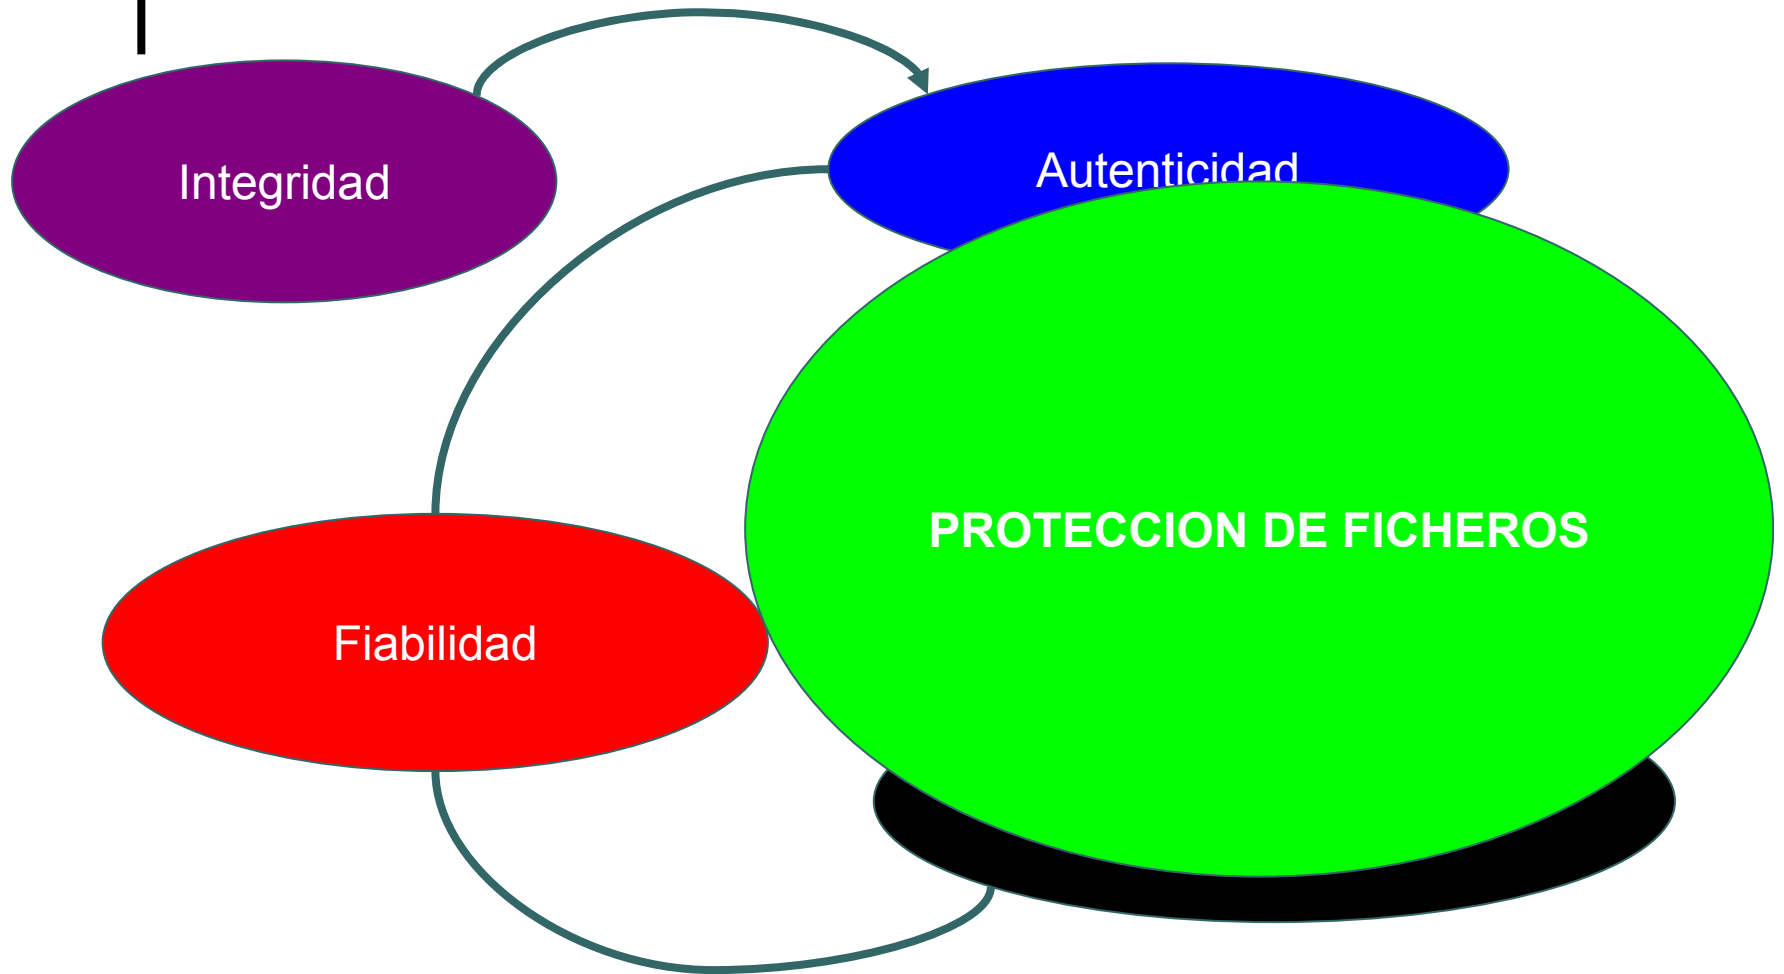 Integridad
Autenticidad
PROTECCION DE FICHEROS
Fiabilidad